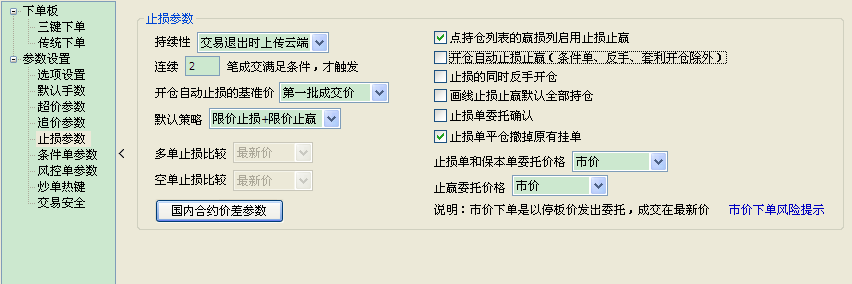 下单板
三键下单
传统下单
参数设置
选项设置
默认手数
超价参数
追价参数
止损参数
条件单参数
风控单参数
炒单热键
交易安全
止损参数
持续性 交易退出时上传云端
连续 2 笔成交满足条件，才触发
开仓自动止损的基准价 第一批成交价
默认策略 限价止损+限价止赢
多单止损比较 最新价
空单止损比较 最新价
国内合约价差参数
点持仓列表的赢损列启用止损止赢
开仓自动止损止赢(条件单、反手、套利开仓除外)
止损的同时反手开仓
画线止损止赢默认全部持仓
止损单委托确认
止损单平仓撤掉原有挂单
止损单和保本单委托价格 市价
止赢委托价格 市价
说明：市价下单是以停板价发出委托，成交在最新价 市价下单风险提示